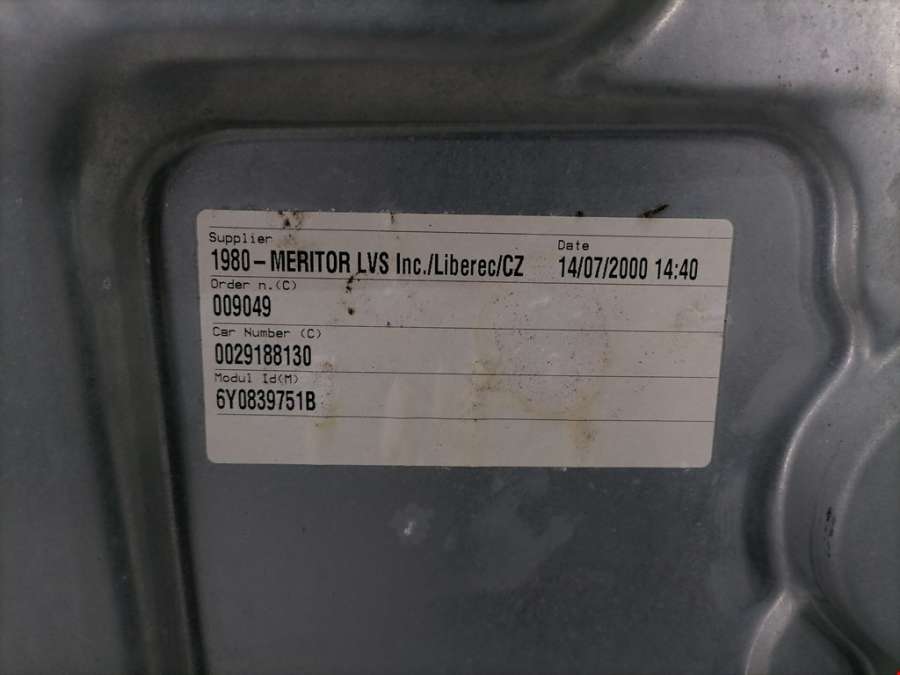 Supplier
1980-MERITOR LVS Inc./Liberec/CZ
Date
14/07/2000 14:40
Order n.(C)
009049
Car Number (C)
0029188130
Modul Id(M)
6Y0839751B